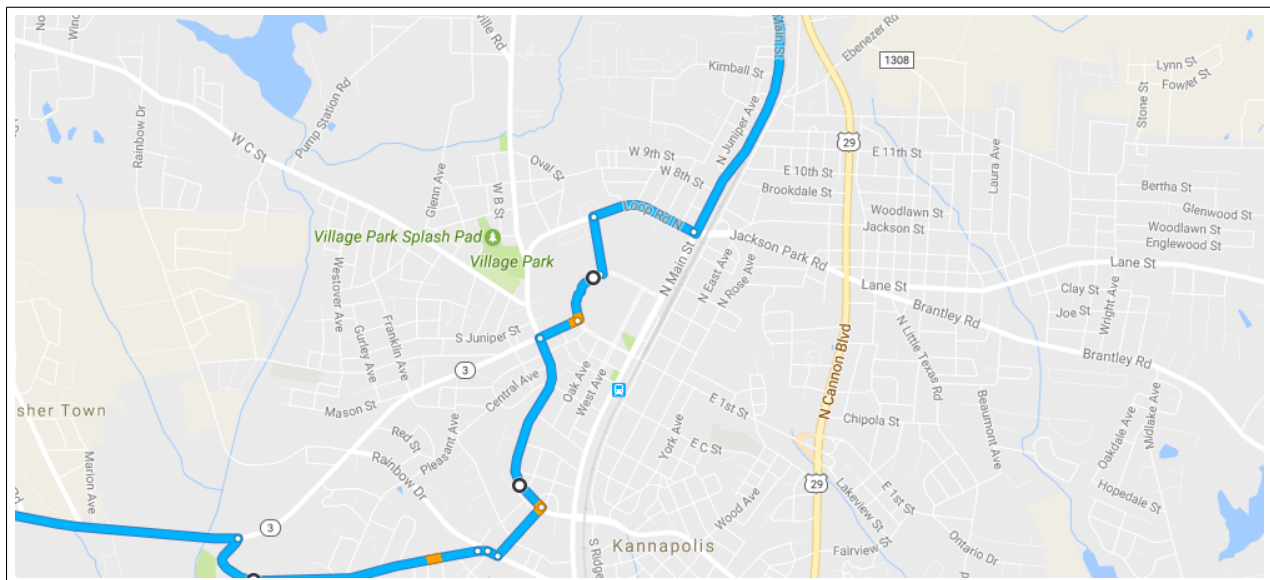 No
Wind
ville Rd
Main St
Ebenezer Rd
Kimball St
1308
Lynn St
Fowler St
Stone St
Rainbow Dr
Pump Station Rd
W C St
N Juniper Ave
29
W 9th St
E 11th St
Oval St
Glenn Ave
W 8th St
E 10th St
Laura Ave
W B St
Brookdale St
Bertha St
Loop Rd N
Woodlawn St
Glenwood St
Jackson St
Woodlawn St
Village Park Splash Pad
Englewood St
Village Park
N Main St
Jackson Park Rd
Lane St
Westover Ave
N East Ave
N Rose Ave
Lane St
Clay St
Wright Ave
Brantley Rd
Joe St
S Juniper St
Franklin Ave
Gurley Ave
N Little Texas Rd
Brantley Rd
3
Central Ave
Oak Ave
West Ave
N Cannon Blvd
Mason St
sher Town
E 1st St
Chipola St
Beaumont Ave
Oakdale Ave
Midlake Ave
Red St
Pleasant Ave
York Ave
E C St
Rainbow Dr
Marion Ave
29
Wood Ave
Lakeview St
E 1st St
Hopedale St
Rd
3
S Ridge
Kannapolis
Fairview St
Ontario Dr